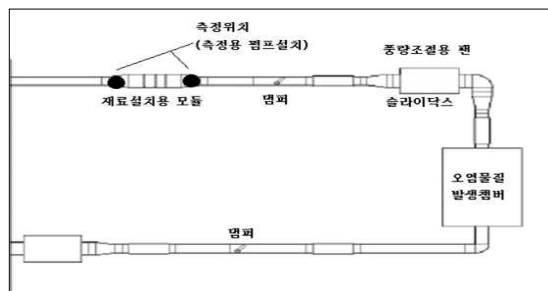 측정위치
(측정용 펌프설치)
풍량조절용 팬
재료설치용 모듈
댐퍼
슬라이닥스
오염물질
발생챔버
댐퍼